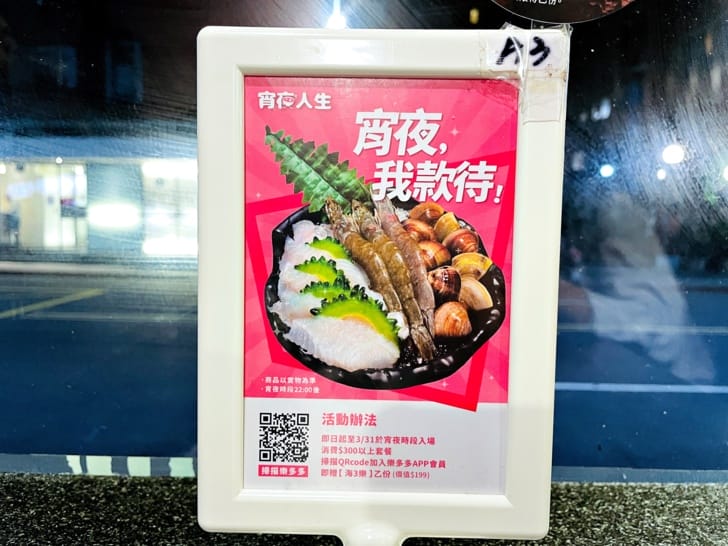 A3
宵夜人生
宵夜,
我款待!
·商品以實物為準
·宵夜時段22:00後
活動辦法
即日起至3/31於宵夜時段入場
消費$300以上套餐
掃描QRcode加入樂多多APP會員
即贈[海3樂]乙份(價值$199)
掃描樂多多